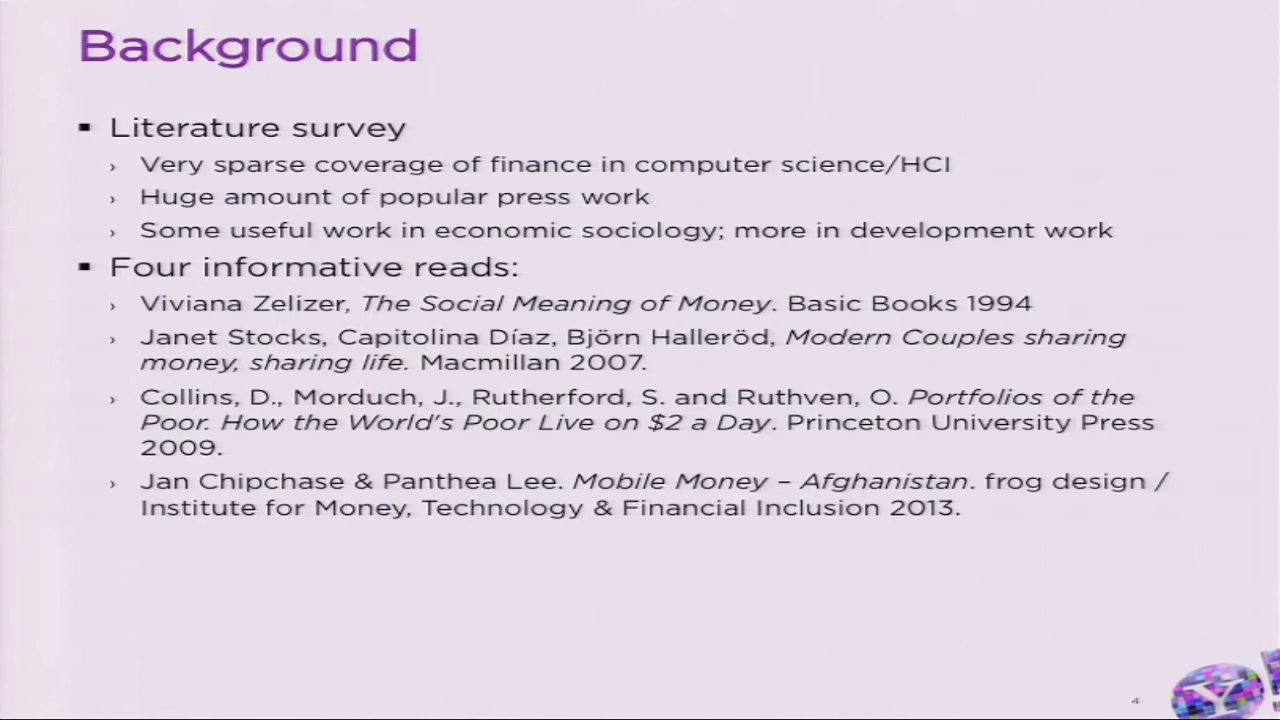 Background
▪ Literature survey
› Very sparse coverage of finance in computer science/HCI
› Huge amount of popular press work
› Some useful work in economic sociology; more in development work
▪ Four informative reads:
› Viviana Zelizer, The Social Meaning of Money. Basic Books 1994
› Janet Stocks, Capitolina Díaz, Björn Halleröd, Modern Couples sharing
money, sharing life. Macmillan 2007.
› Collins, D., Morduch, J., Rutherford, S. and Ruthven, O. Portfolios of the
Poor. How the World's Poor Live on $2 a Day. Princeton University Press
2009.
› Jan Chipchase & Panthea Lee. Mobile Money – Afghanistan. frog design /
Institute for Money, Technology & Financial Inclusion 2013.
4
Y!